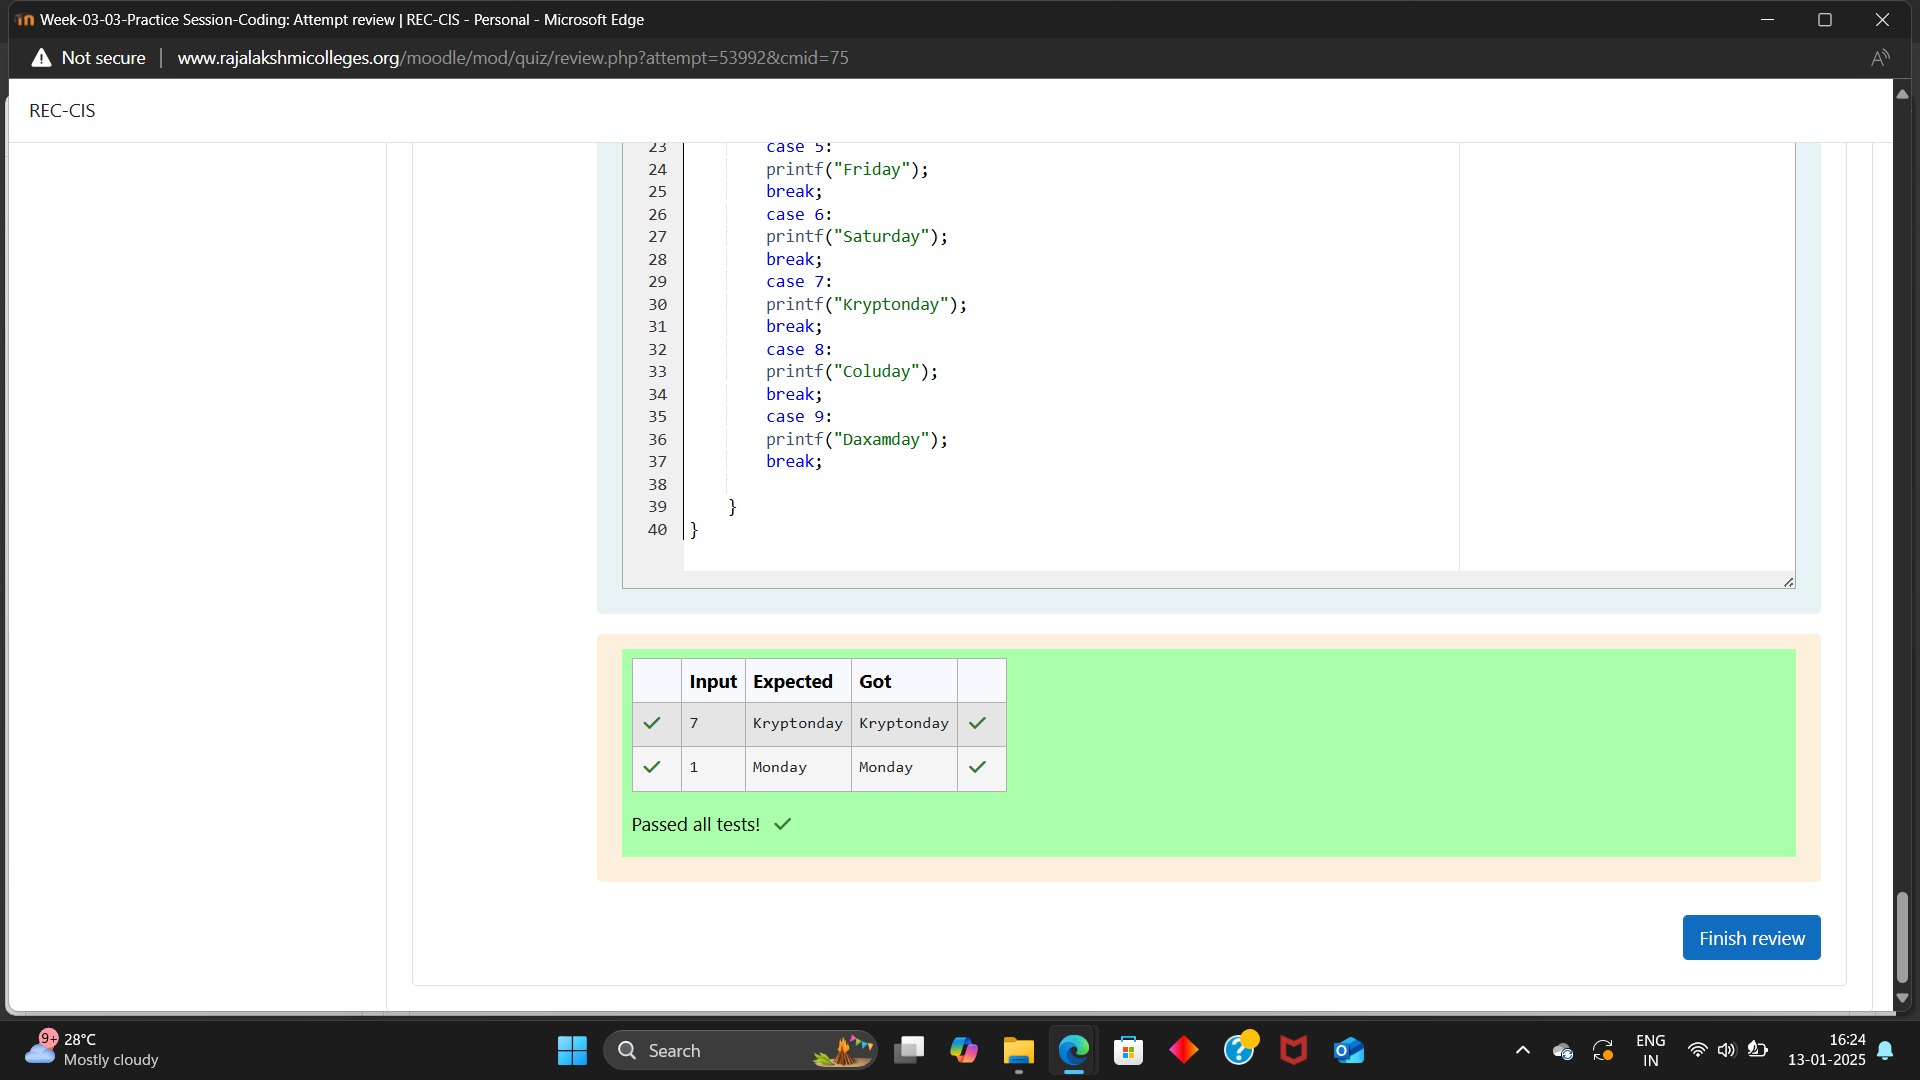 Week-03-03-Practice Session-Coding: Attempt review | REC-CIS - Personal - Microsoft Edge
Not secure | www.rajalakshmicolleges.org/moodle/mod/quiz/review.php?attempt=53992&cmid=75
REC-CIS
23 case 5:
24 printf("Friday");
25 break;
26 case 6:
27 printf("Saturday");
28 break;
29 case 7:
30 printf("Kryptonday");
31 break;
32 case 8:
33 printf("Coluday");
34 break;
35 case 9:
36 printf("Daxamday");
37 break;
38
39 }
40 }
Input Expected Got
7 Kryptonday Kryptonday
1 Monday Monday
Passed all tests!
Finish review
9+ 28°C
Mostly cloudy
Search
ENG
IN
16:24
13-01-2025